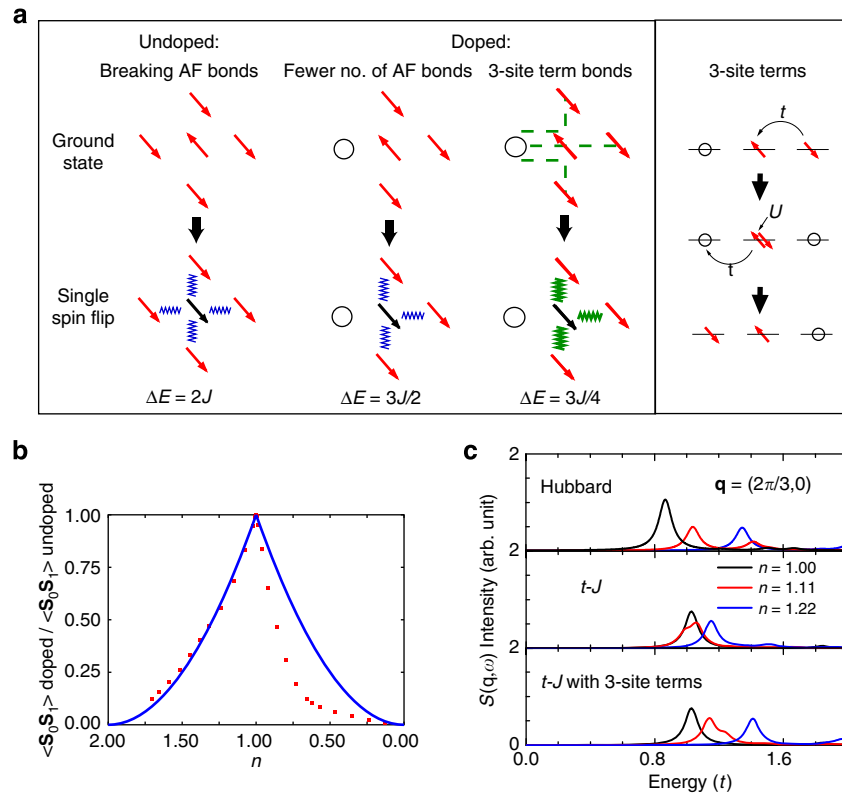 a
Undoped:
Doped:
Breaking AF bonds
Fewer no. of AF bonds
3-site term bonds
3-site terms
Ground
state
t
U
t
Single
spin flip
ΔE = 2J
ΔE = 3J/2
ΔE = 3J/4
b
<S₀S₁> doped / <S₀S₁> undoped
1.00
0.75
0.50
0.25
0.00
2.00
1.50
1.00
0.50
0.00
n
c
S(q,ω) Intensity (arb. unit)
2
Hubbard
q = (2π/3,0)
2
t-J
n = 1.00
n = 1.11
n = 1.22
2
t-J with 3-site terms
0
0.0
0.8
1.6
Energy (t)